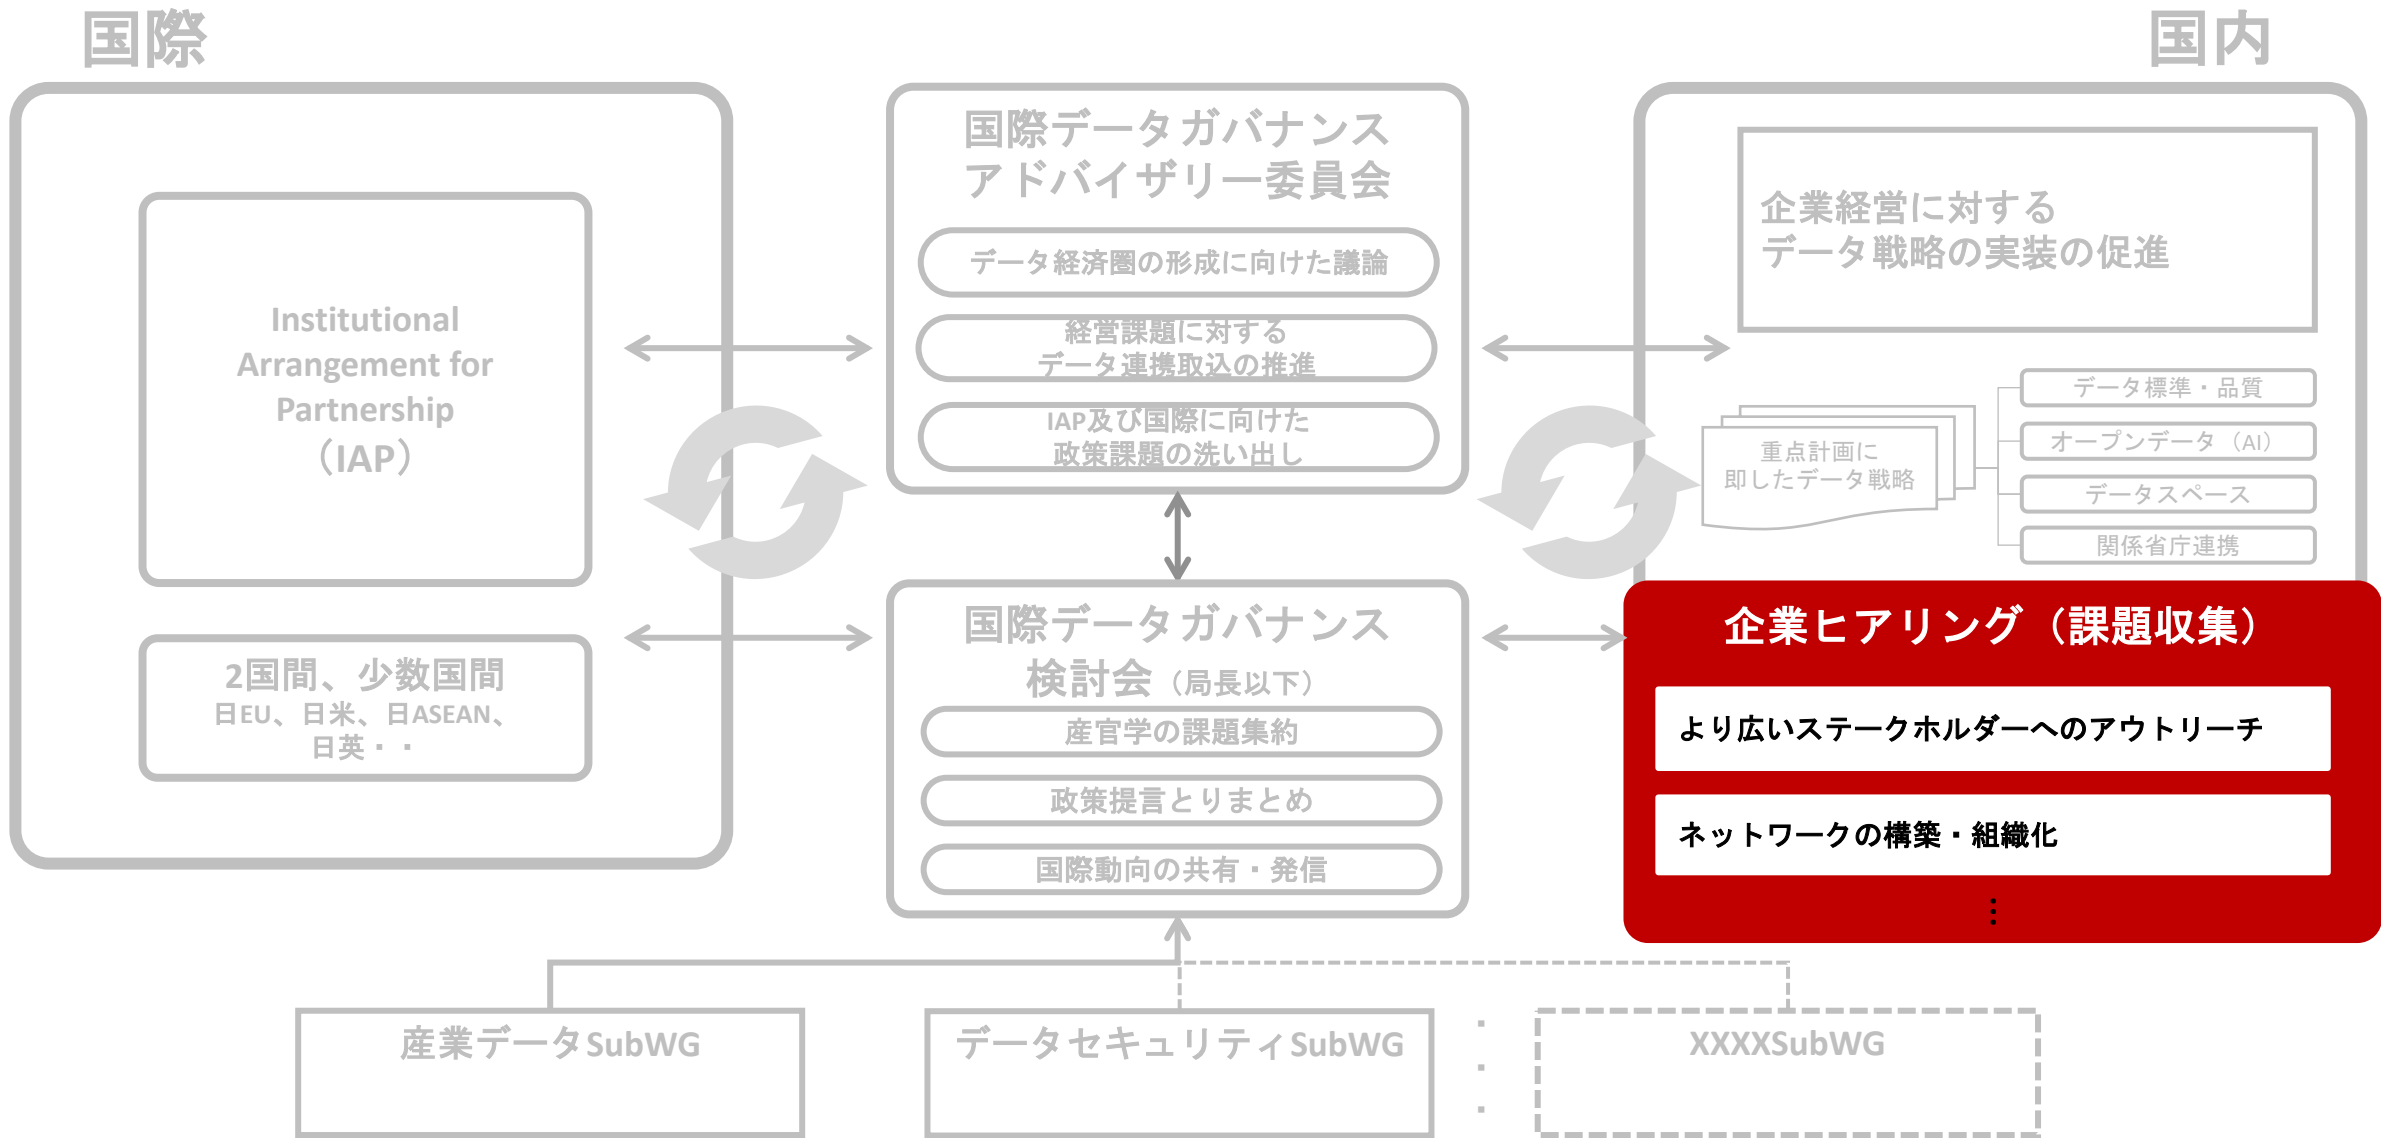 国際
国内
Institutional
Arrangement for
Partnership
（IAP）
2国間、少数国間
日EU、日米、日ASEAN、
日英・・
国際データガバナンス
アドバイザリー委員会
データ経済圏の形成に向けた議論
経営課題に対する
データ連携取込の推進
IAP及び国際に向けた
政策課題の洗い出し
国際データガバナンス
検討会（局長以下）
産官学の課題集約
政策提言とりまとめ
国際動向の共有・発信
企業経営に対する
データ戦略の実装の促進
重点計画に
即したデータ戦略
データ標準・品質
オープンデータ（AI）
データスペース
関係省庁連携
企業ヒアリング（課題収集）
より広いステークホルダーへのアウトリーチ
ネットワークの構築・組織化
…
産業データSubWG
データセキュリティSubWG
・
・
・
XXXXSubWG